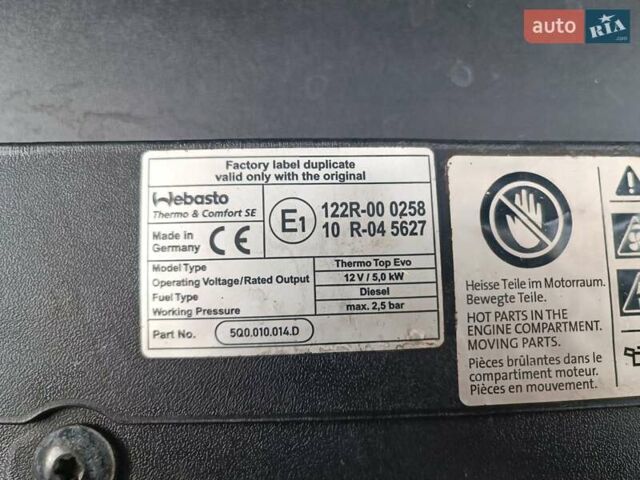 auto RIA.com
Factory label duplicate
valid only with the original
Webasto
Thermo & Comfort SE
Made in
Germany
CE
E1
122R-00 0258
10 R-04 5627
Model Type Thermo Top Evo
Operating Voltage/Rated Output 12 V / 5,0 kW
Fuel Type Diesel
Working Pressure max. 2,5 bar
Part No. 5Q0.010.014.D
Heisse Teile im Motorraum.
Bewegte Teile.
HOT PARTS IN THE
ENGINE COMPARTMENT.
MOVING PARTS.
Pièces brûlantes dans le
compartiment moteur.
Pièces en mouvement.